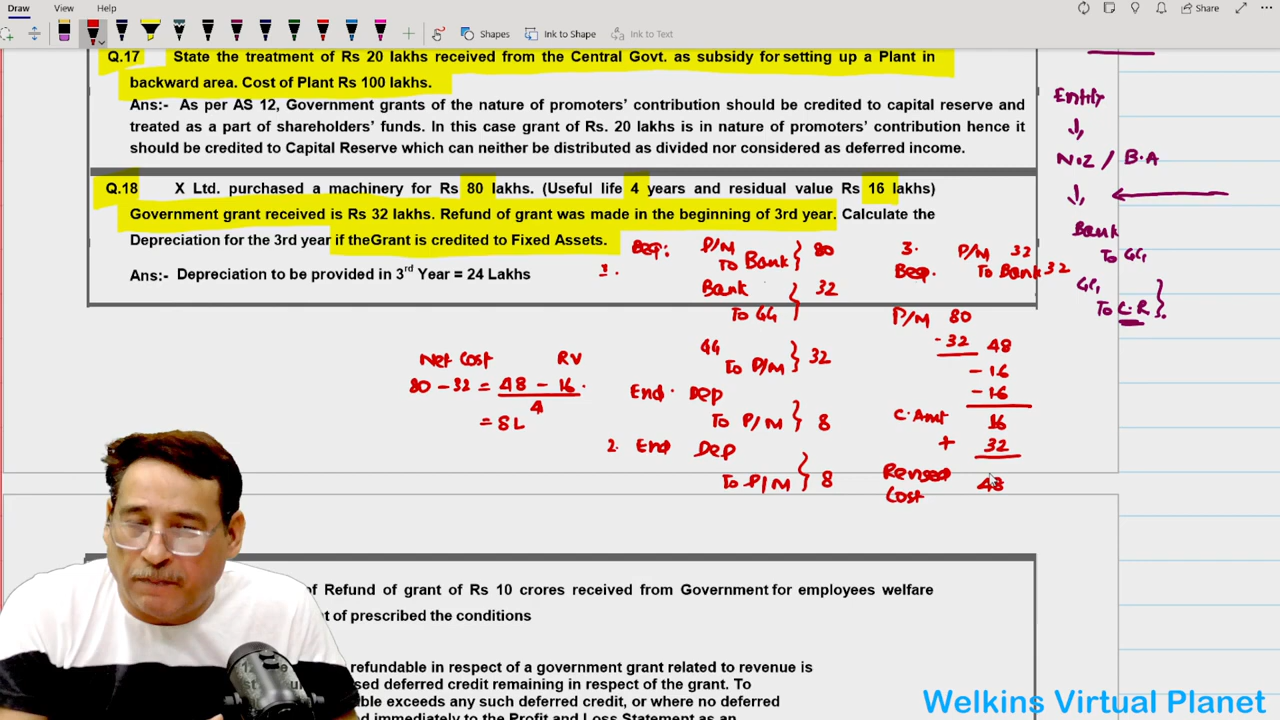 Draw View Help
Shapes Ink to Shape Ink to Text Share
Q.17 State the treatment of Rs 20 lakhs received from the Central Govt. as subsidy for setting up a Plant in
backward area. Cost of Plant Rs 100 lakhs.
Ans:- As per AS 12, Government grants of the nature of promoters' contribution should be credited to capital reserve and
treated as a part of shareholders' funds. In this case grant of Rs. 20 lakhs is in nature of promoters' contribution hence it
should be credited to Capital Reserve which can neither be distributed as divided nor considered as deferred income.
Q.18 X Ltd. purchased a machinery for Rs 80 lakhs. (Useful life 4 years and residual value Rs 16 lakhs)
Government grant received is Rs 32 lakhs. Refund of grant was made in the beginning of 3rd year. Calculate the
Depreciation for the 3rd year if theGrant is credited to Fixed Assets.
Ans:- Depreciation to be provided in 3rd Year = 24 Lakhs
Entity
N.Z / B.A
Bank
To GG
GG
To C.R
1. Beg: P/M
To Bank } 80
Bank
To GG } 32
GG
To P/M } 32
End. Dep
To P/M } 8
2. End Dep
To P/M } 8
Net Cost RV
80 - 32 = 48 - 16
4
= 8L
3. P/M 32
Beg. To Bank 32
P/M 80
- 32 48
- 16
- 16
C. Amt 16
+ 32
Revised 48
Cost
of Refund of grant of Rs 10 crores received from Government for employees welfare
of prescribed the conditions
refundable in respect of a government grant related to revenue is
deferred credit remaining in respect of the grant. To
exceeds any such deferred credit, or where no deferred
immediately to the Profit and Loss Statement as an
Welkins Virtual Planet